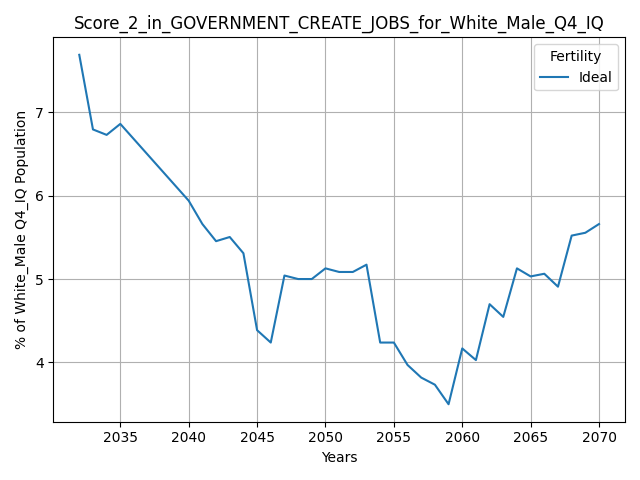 Score_2_in_GOVERNMENT_CREATE_JOBS_for_White_Male_Q4_IQ
Fertility
Ideal
% of White_Male Q4_IQ Population
7
6
5
4
2035 2040 2045 2050 2055 2060 2065 2070
Years